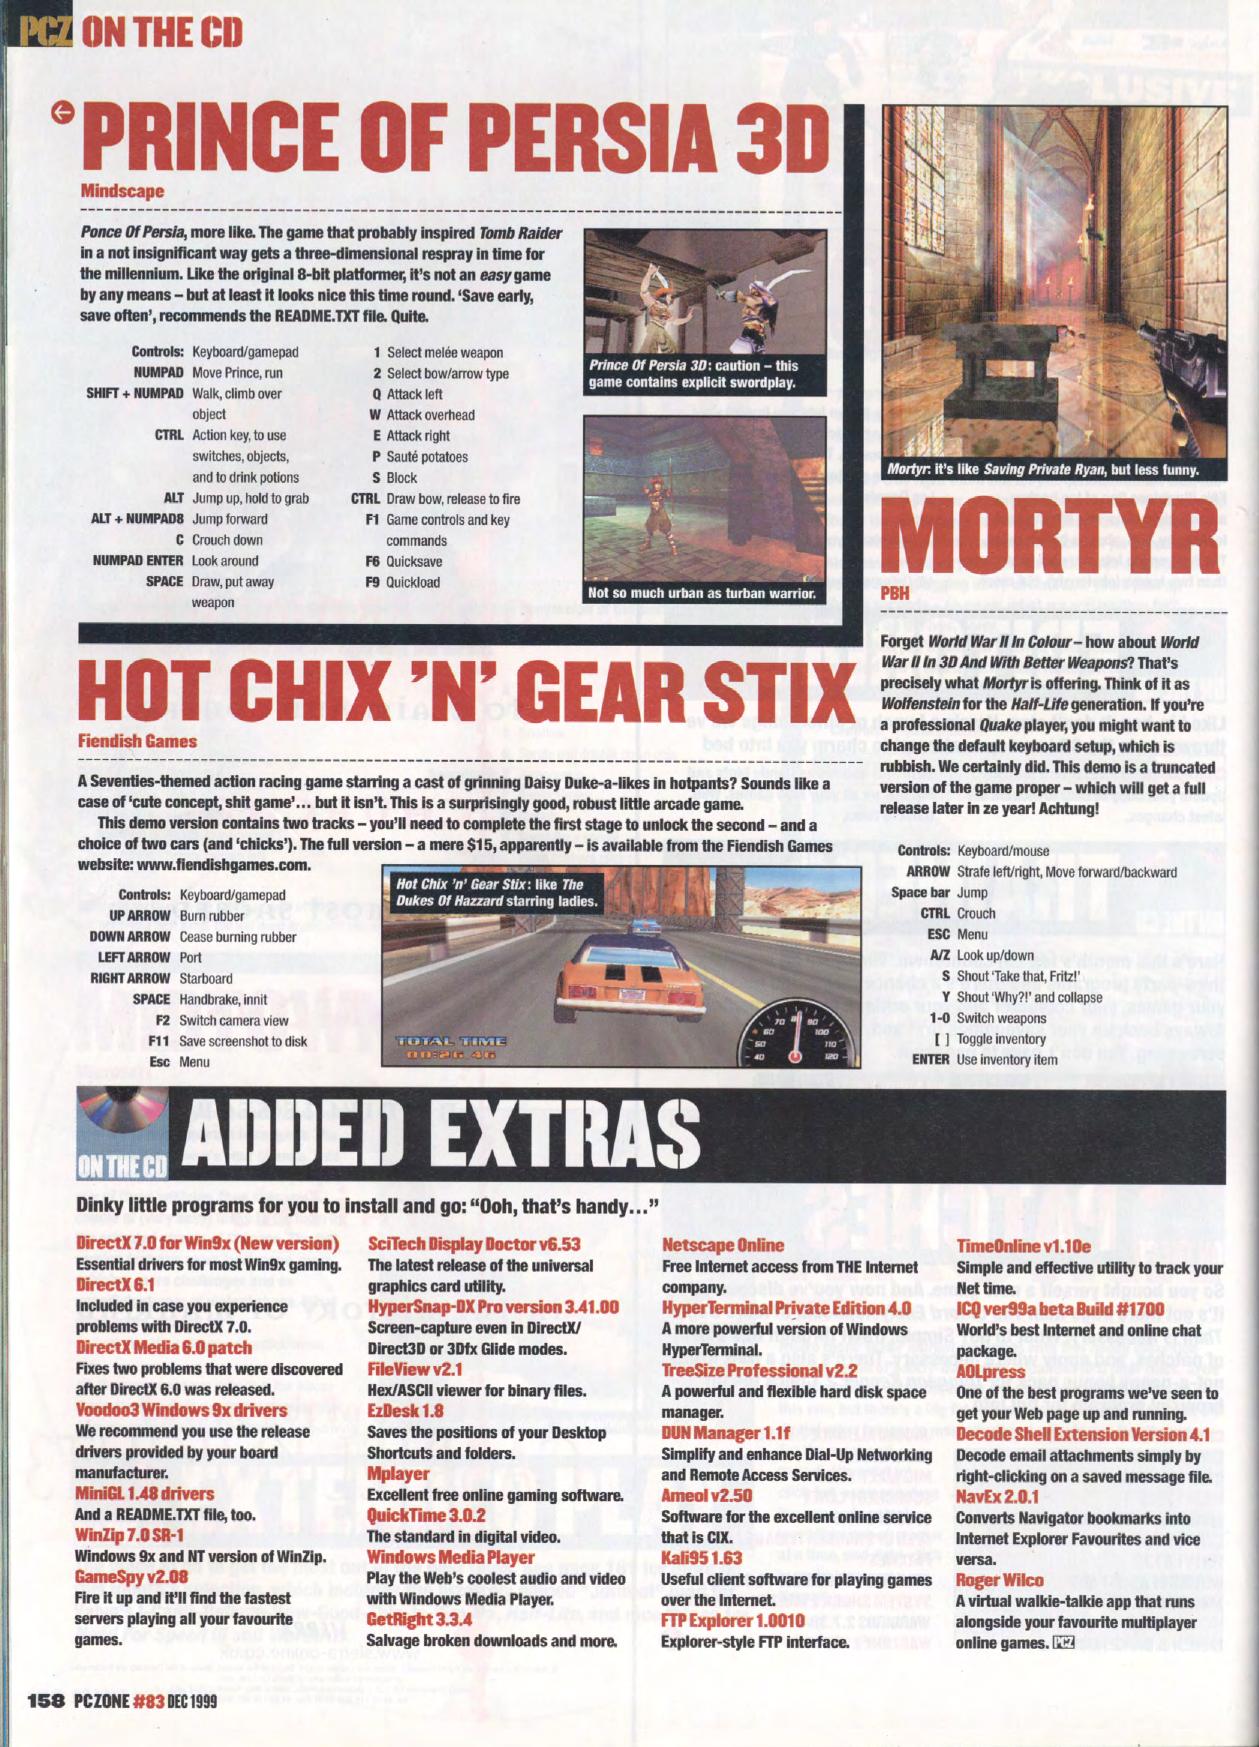 PCZ ON THE CD
PRINCE OF PERSIA 3D
Mindscape
Ponce Of Persia, more like. The game that probably inspired Tomb Raider
in a not insignificant way gets a three-dimensional respray in time for
the millennium. Like the original 8-bit platformer, it's not an easy game
by any means – but at least it looks nice this time round. 'Save early,
save often', recommends the README.TXT file. Quite.
Controls: Keyboard/gamepad
NUMPAD Move Prince, run
SHIFT + NUMPAD Walk, climb over
object
CTRL Action key, to use
switches, objects,
and to drink potions
ALT Jump up, hold to grab
ALT + NUMPAD8 Jump forward
C Crouch down
NUMPAD ENTER Look around
SPACE Draw, put away
weapon
1 Select melée weapon
2 Select bow/arrow type
Q Attack left
W Attack overhead
E Attack right
P Sauté potatoes
S Block
CTRL Draw bow, release to fire
F1 Game controls and key
commands
F6 Quicksave
F9 Quickload
Prince Of Persia 3D: caution – this
game contains explicit swordplay.
Not so much urban as turban warrior.
Mortyr: it's like Saving Private Ryan, but less funny.
MORTYR
PBH
Forget World War II In Colour – how about World
War II In 3D And With Better Weapons? That's
precisely what Mortyr is offering. Think of it as
Wolfenstein for the Half-Life generation. If you're
a professional Quake player, you might want to
change the default keyboard setup, which is
rubbish. We certainly did. This demo is a truncated
version of the game proper – which will get a full
release later in ze year! Achtung!
Controls: Keyboard/mouse
ARROW Strafe left/right, Move forward/backward
Space bar Jump
CTRL Crouch
ESC Menu
A/Z Look up/down
S Shout 'Take that, Fritz!'
Y Shout 'Why?!' and collapse
1-0 Switch weapons
[ ] Toggle inventory
ENTER Use inventory item
HOT CHIX 'N' GEAR STIX
Fiendish Games
A Seventies-themed action racing game starring a cast of grinning Daisy Duke-a-likes in hotpants? Sounds like a
case of 'cute concept, shit game'... but it isn't. This is a surprisingly good, robust little arcade game.
This demo version contains two tracks – you'll need to complete the first stage to unlock the second – and a
choice of two cars (and 'chicks'). The full version – a mere $15, apparently – is available from the Fiendish Games
website: www.fiendishgames.com.
Controls: Keyboard/gamepad
UP ARROW Burn rubber
DOWN ARROW Cease burning rubber
LEFT ARROW Port
RIGHT ARROW Starboard
SPACE Handbrake, innit
F2 Switch camera view
F11 Save screenshot to disk
Esc Menu
Hot Chix 'n' Gear Stix: like The
Dukes Of Hazzard starring ladies.
TOTAL TIME
00:26.46
40 50 60 70 80 90 100 110 120
ON THE CD
ADDED EXTRAS
Dinky little programs for you to install and go: "Ooh, that's handy..."
DirectX 7.0 for Win9x (New version)
Essential drivers for most Win9x gaming.
DirectX 6.1
Included in case you experience
problems with DirectX 7.0.
DirectX Media 6.0 patch
Fixes two problems that were discovered
after DirectX 6.0 was released.
Voodoo3 Windows 9x drivers
We recommend you use the release
drivers provided by your board
manufacturer.
MiniGL 1.48 drivers
And a README.TXT file, too.
WinZip 7.0 SR-1
Windows 9x and NT version of WinZip.
GameSpy v2.08
Fire it up and it'll find the fastest
servers playing all your favourite
games.
SciTech Display Doctor v6.53
The latest release of the universal
graphics card utility.
HyperSnap-DX Pro version 3.41.00
Screen-capture even in DirectX/
Direct3D or 3Dfx Glide modes.
FileView v2.1
Hex/ASCII viewer for binary files.
EzDesk 1.8
Saves the positions of your Desktop
Shortcuts and folders.
Mplayer
Excellent free online gaming software.
QuickTime 3.0.2
The standard in digital video.
Windows Media Player
Play the Web's coolest audio and video
with Windows Media Player.
GetRight 3.3.4
Salvage broken downloads and more.
Netscape Online
Free Internet access from THE Internet
company.
HyperTerminal Private Edition 4.0
A more powerful version of Windows
HyperTerminal.
TreeSize Professional v2.2
A powerful and flexible hard disk space
manager.
DUN Manager 1.1f
Simplify and enhance Dial-Up Networking
and Remote Access Services.
Ameol v2.50
Software for the excellent online service
that is CIX.
Kali95 1.63
Useful client software for playing games
over the Internet.
FTP Explorer 1.0010
Explorer-style FTP interface.
TimeOnline v1.10e
Simple and effective utility to track your
Net time.
ICQ ver99a beta Build #1700
World's best Internet and online chat
package.
AOLpress
One of the best programs we've seen to
get your Web page up and running.
Decode Shell Extension Version 4.1
Decode email attachments simply by
right-clicking on a saved message file.
NavEx 2.0.1
Converts Navigator bookmarks into
Internet Explorer Favourites and vice
versa.
Roger Wilco
A virtual walkie-talkie app that runs
alongside your favourite multiplayer
online games. PCZ
158 PCZONE #83 DEC 1999